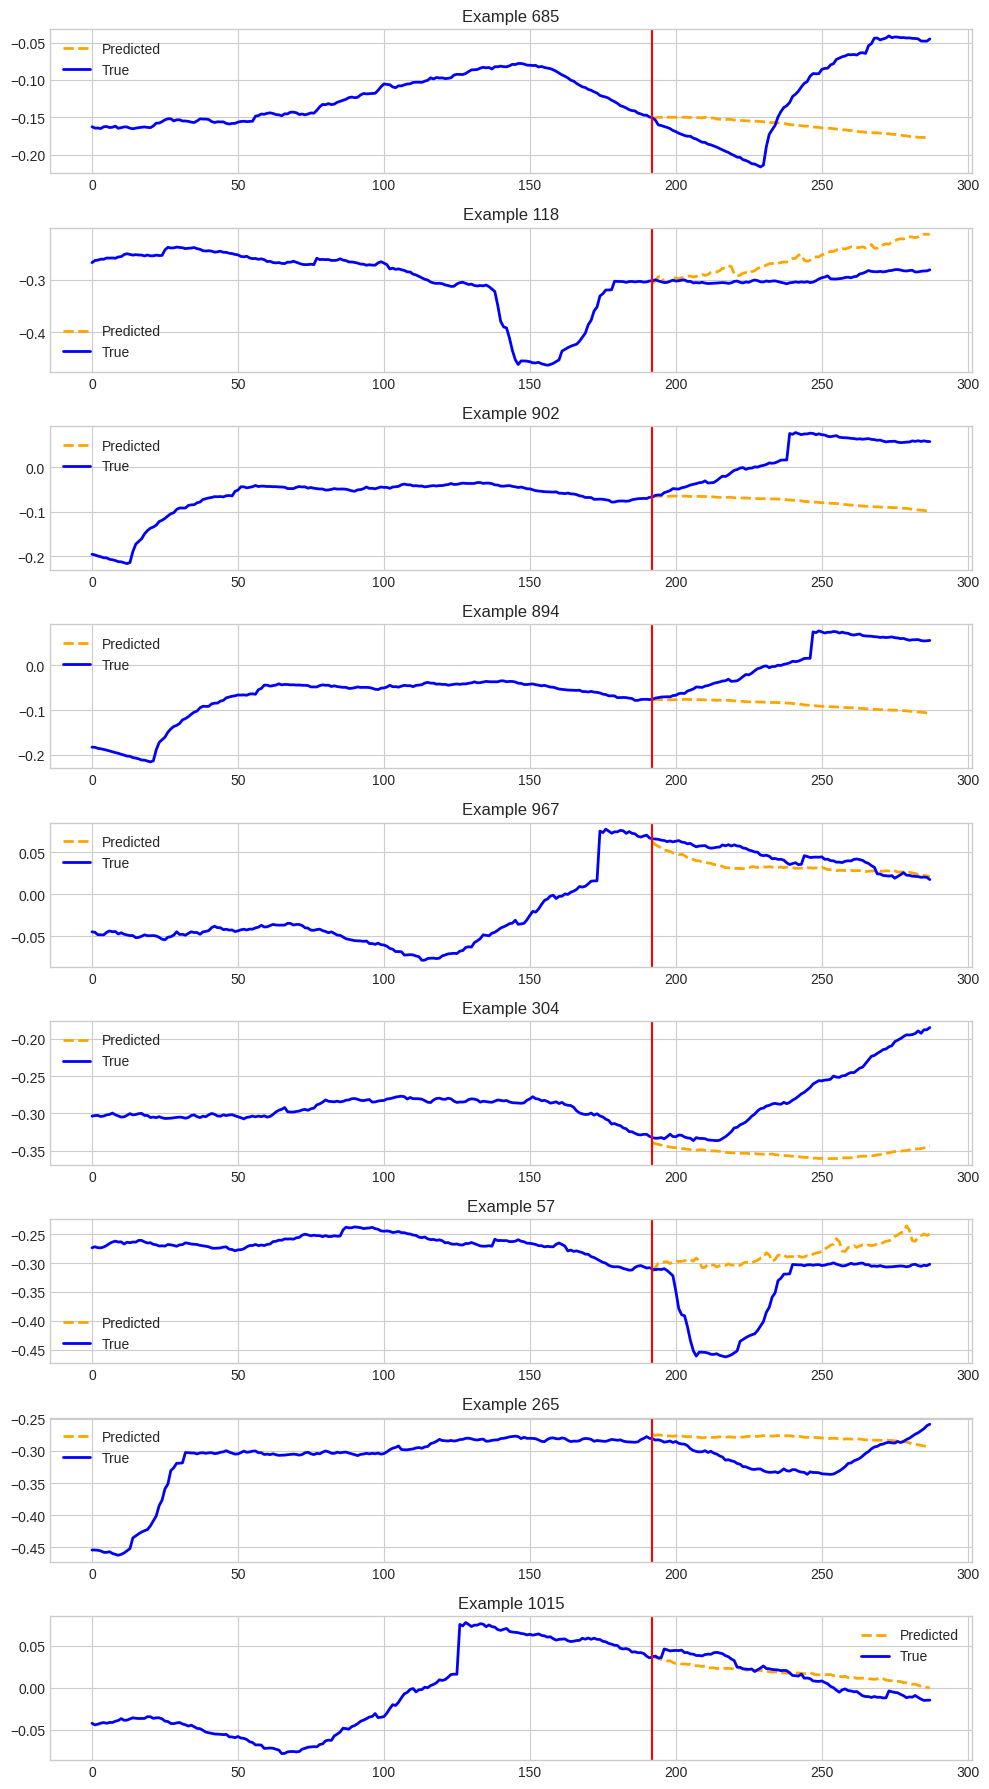 Example 685
Predicted
True
−0.05
−0.10
−0.15
−0.20
0 50 100 150 200 250 300
Example 118
−0.3
−0.4
Predicted
True
0 50 100 150 200 250 300
Example 902
Predicted
True
0.0
−0.1
−0.2
0 50 100 150 200 250 300
Example 894
Predicted
True
0.0
−0.1
−0.2
0 50 100 150 200 250 300
Example 967
Predicted
True
0.05
0.00
−0.05
0 50 100 150 200 250 300
Example 304
Predicted
True
−0.20
−0.25
−0.30
−0.35
0 50 100 150 200 250 300
Example 57
−0.25
−0.30
−0.35
−0.40
−0.45
Predicted
True
0 50 100 150 200 250 300
Example 265
Predicted
True
−0.25
−0.30
−0.35
−0.40
−0.45
0 50 100 150 200 250 300
Example 1015
Predicted
True
0.05
0.00
−0.05
0 50 100 150 200 250 300